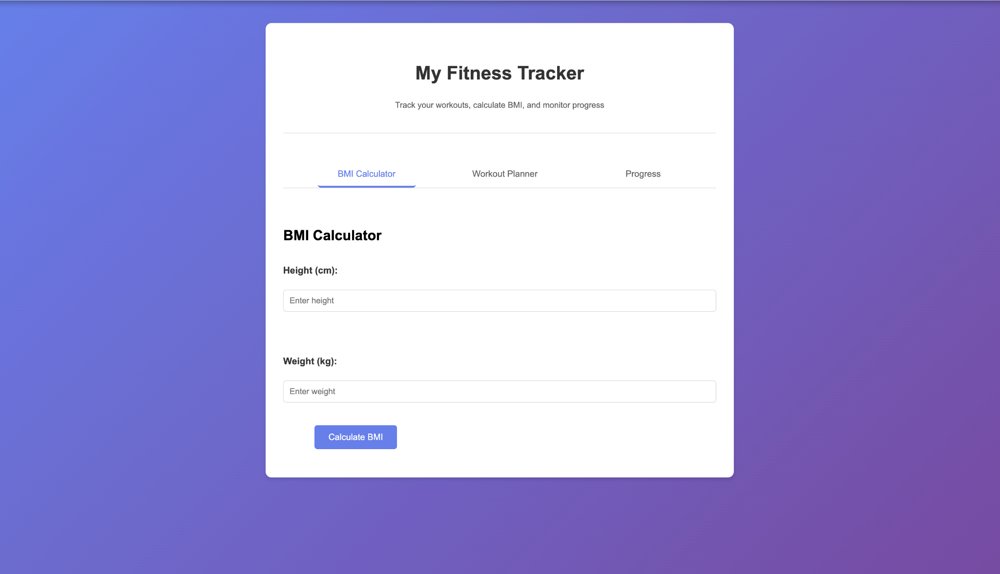 My Fitness Tracker
Track your workouts, calculate BMI, and monitor progress
BMI Calculator
Workout Planner
Progress
BMI Calculator
Height (cm):
Enter height
Weight (kg):
Enter weight
Calculate BMI